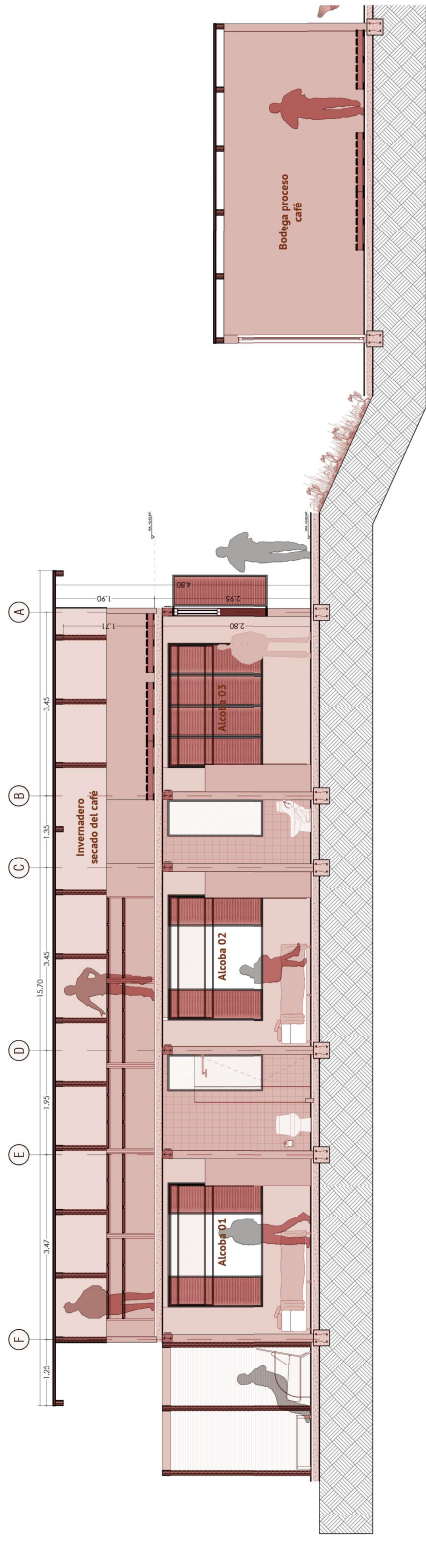 F
E
D
C
B
A
15.70
1.25
3.47
1.95
3.45
1.35
3.45
Invernadero
secado del café
1.71
1.90
4.80
2.80
2.95
Alcoba 01
Alcoba 02
Alcoba 03
Bodega proceso
café